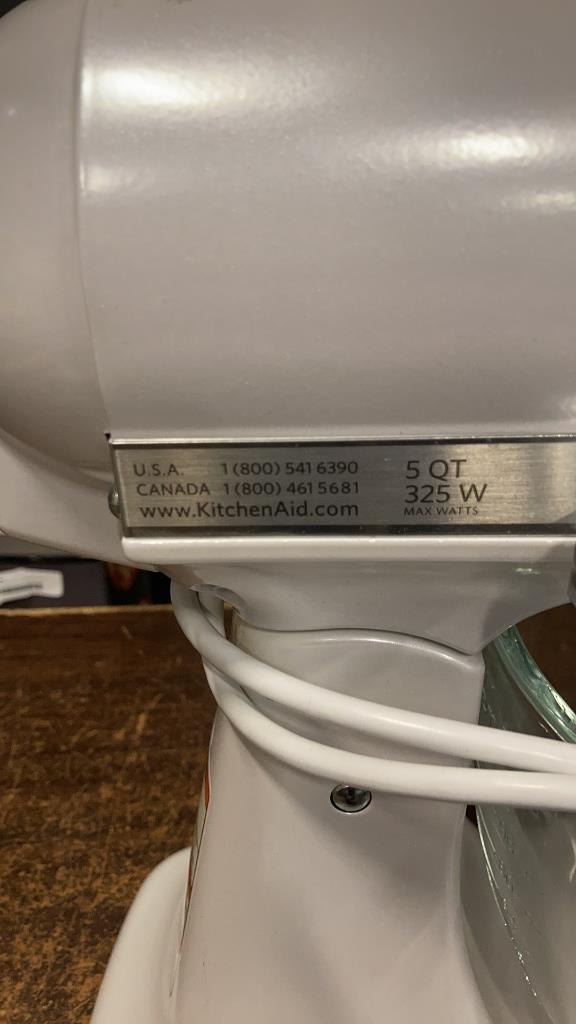 U.S.A. 1 (800) 541 6390
CANADA 1 (800) 461 5681
www.KitchenAid.com
5 QT
325 W
MAX WATTS